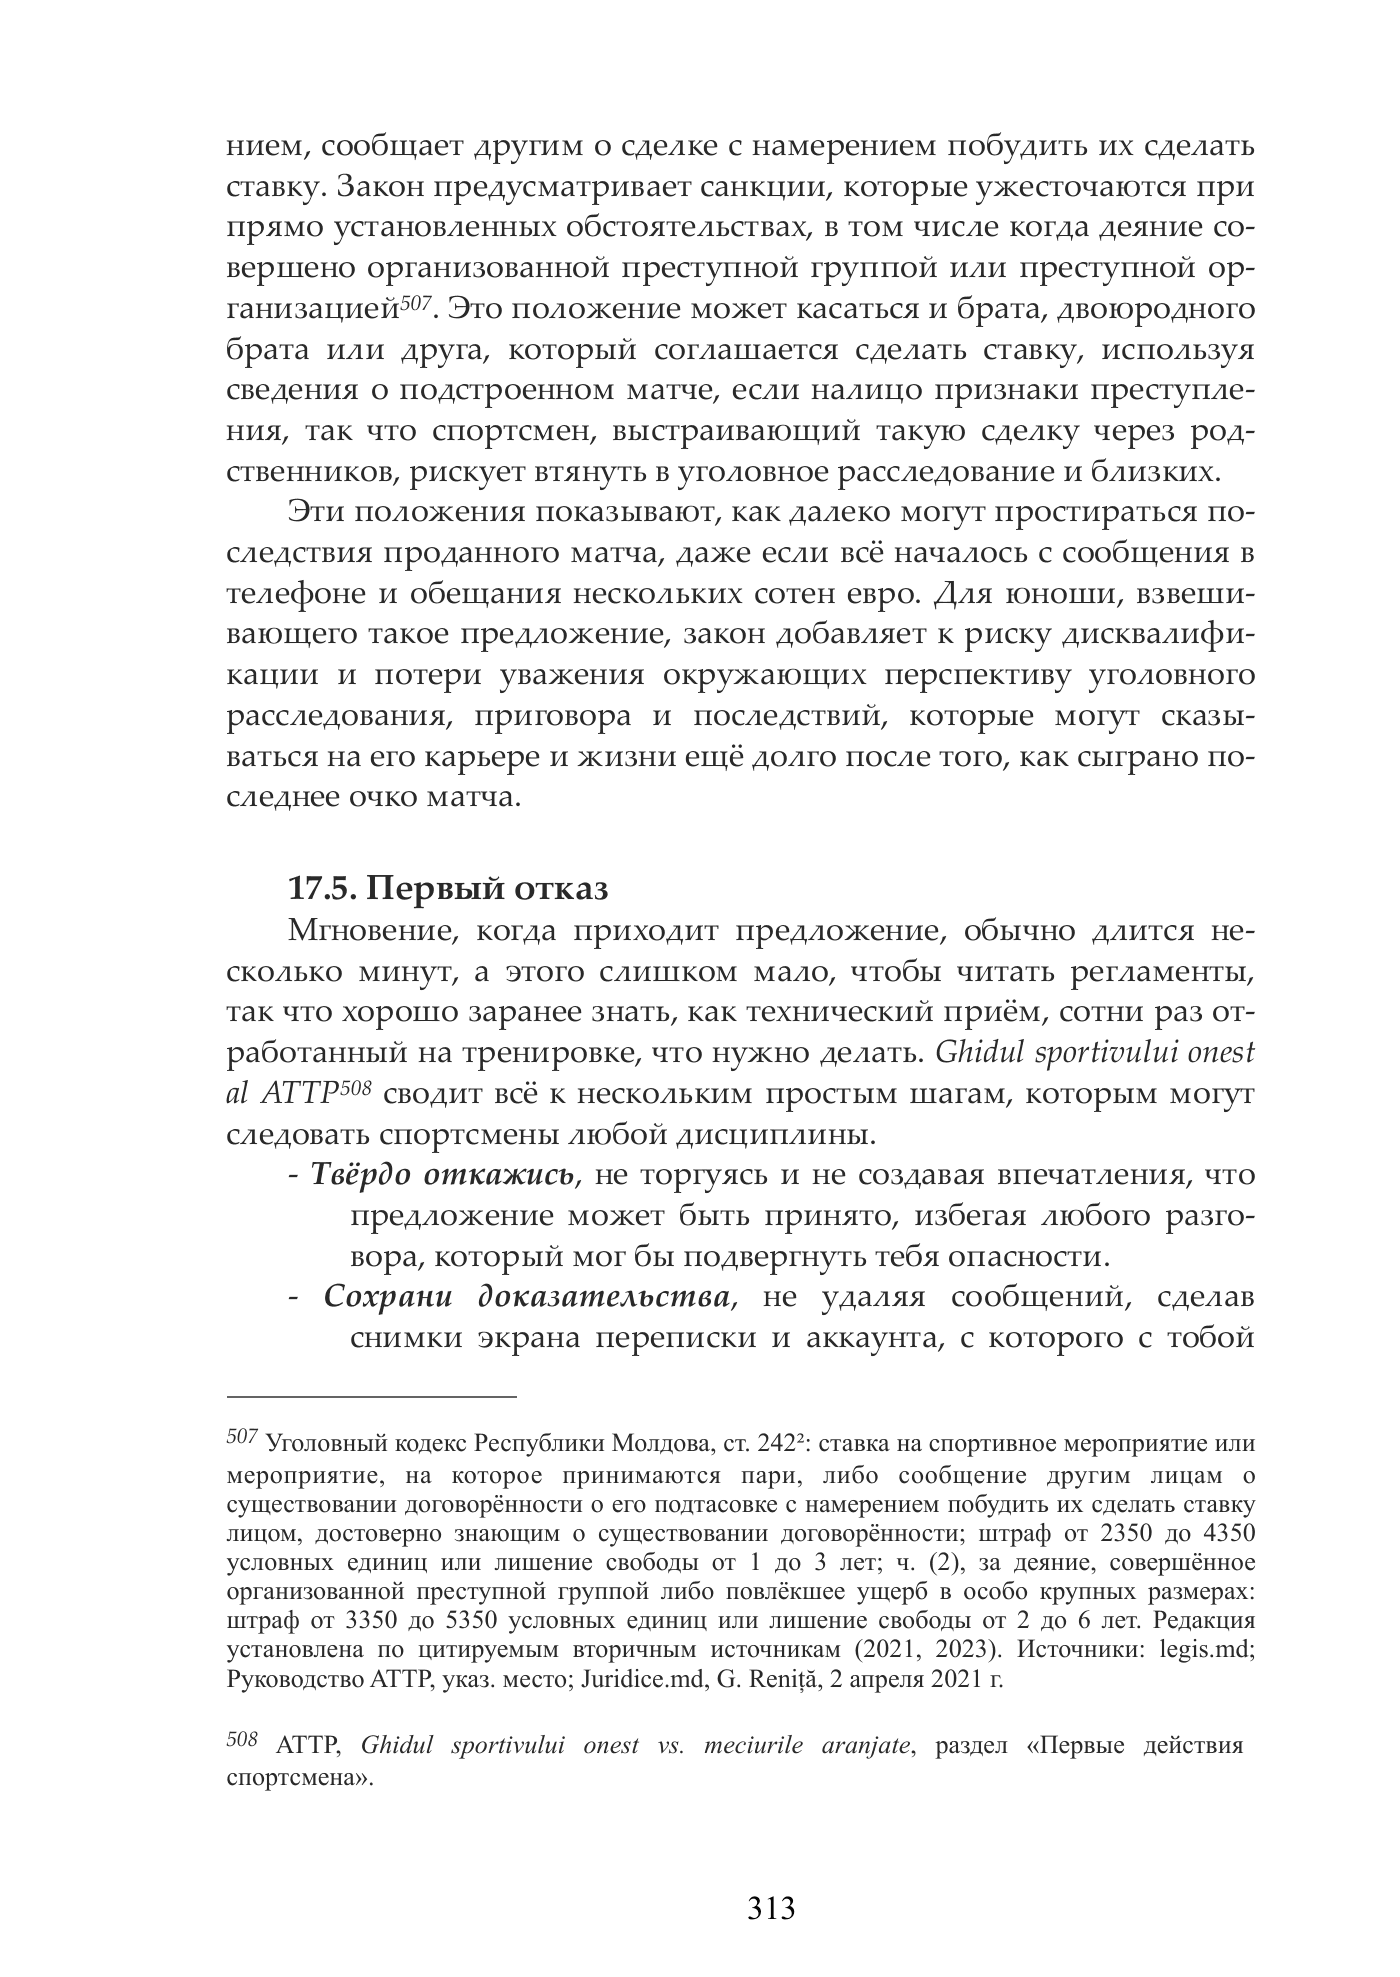 нием, сообщает другим о сделке с намерением побудить их сделать
ставку. Закон предусматривает санкции, которые ужесточаются при
прямо установленных обстоятельствах, в том числе когда деяние со-
вершено организованной преступной группой или преступной ор-
ганизацией507. Это положение может касаться и брата, двоюродного
брата или друга, который соглашается сделать ставку, используя
сведения о подстроенном матче, если налицо признаки преступле-
ния, так что спортсмен, выстраивающий такую сделку через род-
ственников, рискует втянуть в уголовное расследование и близких.
Эти положения показывают, как далеко могут простираться по-
следствия проданного матча, даже если всё началось с сообщения в
телефоне и обещания нескольких сотен евро. Для юноши, взвеши-
вающего такое предложение, закон добавляет к риску дисквалифи-
кации и потери уважения окружающих перспективу уголовного
расследования, приговора и последствий, которые могут сказы-
ваться на его карьере и жизни ещё долго после того, как сыграно по-
следнее очко матча.
17.5. Первый отказ
Мгновение, когда приходит предложение, обычно длится не-
сколько минут, а этого слишком мало, чтобы читать регламенты,
так что хорошо заранее знать, как технический приём, сотни раз от-
работанный на тренировке, что нужно делать. Ghidul sportivului onest
al ATTP508 сводит всё к нескольким простым шагам, которым могут
следовать спортсмены любой дисциплины.
- Твёрдо откажись, не торгуясь и не создавая впечатления, что
предложение может быть принято, избегая любого разго-
вора, который мог бы подвергнуть тебя опасности.
- Сохрани доказательства, не удаляя сообщений, сделав
снимки экрана переписки и аккаунта, с которого с тобой
507 Уголовный кодекс Республики Молдова, ст. 242²: ставка на спортивное мероприятие или
мероприятие, на которое принимаются пари, либо сообщение другим лицам о
существовании договорённости о его подтасовке с намерением побудить их сделать ставку
лицом, достоверно знающим о существовании договорённости; штраф от 2350 до 4350
условных единиц или лишение свободы от 1 до 3 лет; ч. (2), за деяние, совершённое
организованной преступной группой либо повлёкшее ущерб в особо крупных размерах:
штраф от 3350 до 5350 условных единиц или лишение свободы от 2 до 6 лет. Редакция
установлена по цитируемым вторичным источникам (2021, 2023). Источники: legis.md;
Руководство ATTP, указ. место; Juridice.md, G. Reniță, 2 апреля 2021 г.
508 ATTP, Ghidul sportivului onest vs. meciurile aranjate, раздел «Первые действия
спортсмена».
313